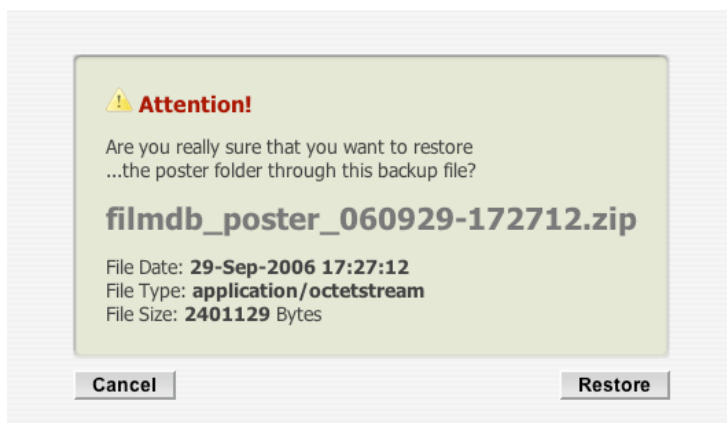 Attention!
Are you really sure that you want to restore
...the poster folder through this backup file?
filmdb_poster_060929-172712.zip
File Date: 29-Sep-2006 17:27:12
File Type: application/octetstream
File Size: 2401129 Bytes
Cancel
Restore